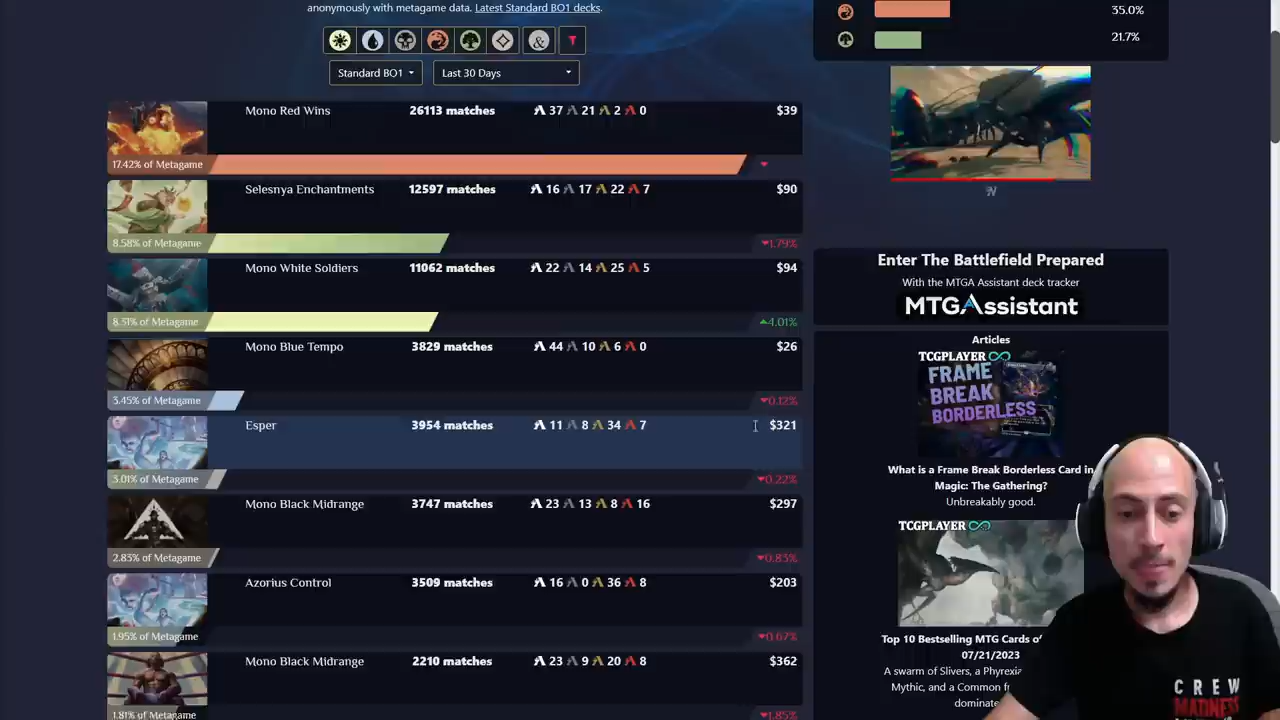 anonymously with metagame data. Latest Standard BO1 decks.
Standard BO1
Last 30 Days
Mono Red Wins 26113 matches 37 21 2 0 $39
17.42% of Metagame
Selesnya Enchantments 12597 matches 16 17 22 7 $90
8.58% of Metagame 1.79%
Mono White Soldiers 11062 matches 22 14 25 5 $94
8.31% of Metagame 4.01%
Mono Blue Tempo 3829 matches 44 10 6 0 $26
3.45% of Metagame 0.12%
Esper 3954 matches 11 8 34 7 $321
3.01% of Metagame 0.22%
Mono Black Midrange 3747 matches 23 13 8 16 $297
2.83% of Metagame 0.83%
Azorius Control 3509 matches 16 0 36 8 $203
1.95% of Metagame 0.67%
Mono Black Midrange 2210 matches 23 9 20 8 $362
1.81% of Metagame 1.85%
35.0%
21.7%
Enter The Battlefield Prepared
With the MTGA Assistant deck tracker
MTGAssistant
Articles
TCGPLAYER
FRAME
BREAK
BORDERLESS
What is a Frame Break Borderless Card in
Magic: The Gathering?
Unbreakably good.
TCGPLAYER
Top 10 Bestselling MTG Cards of
07/21/2023
A swarm of Slivers, a Phyrexia
Mythic, and a Common f
domina
CREW
MADNESS